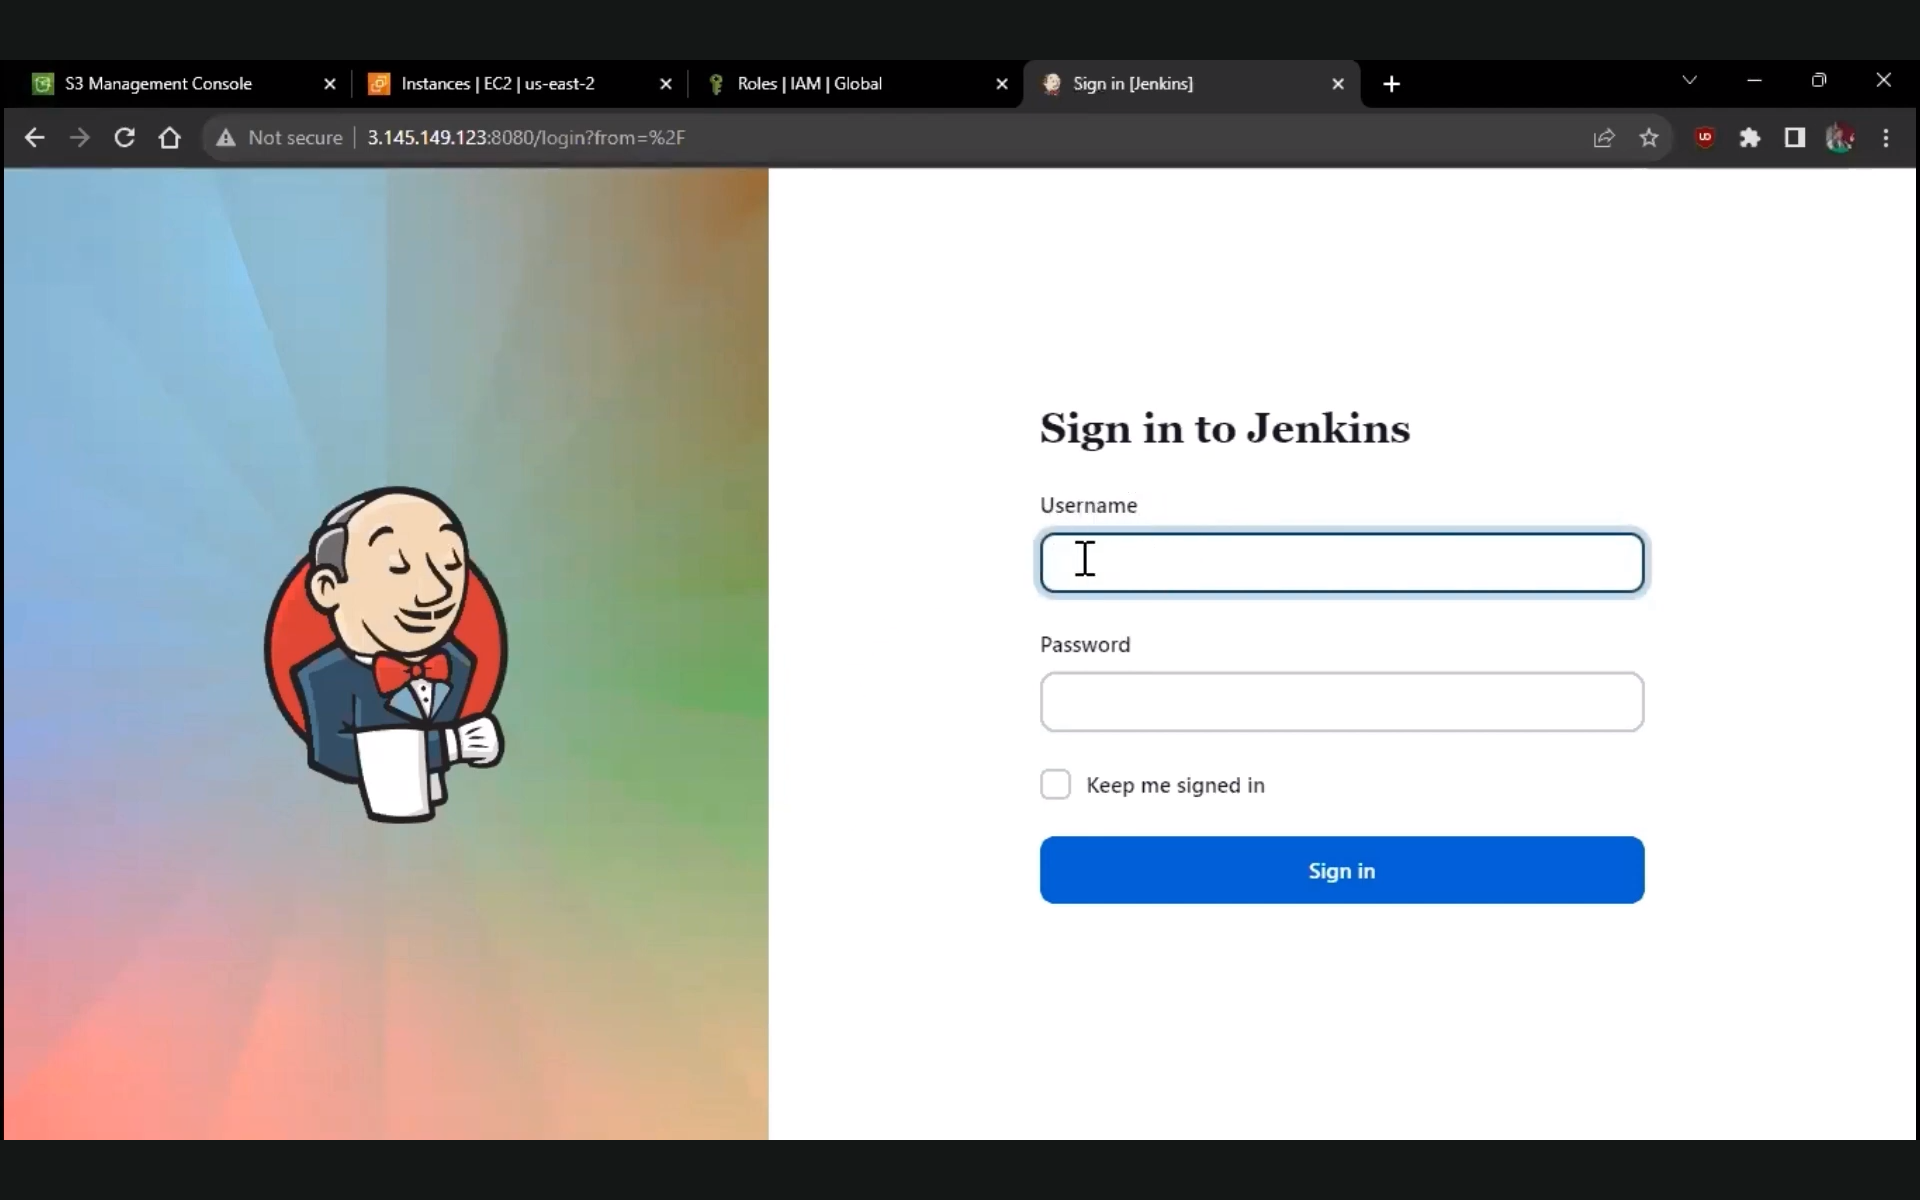 S3 Management Console
Instances | EC2 | us-east-2
Roles | IAM | Global
Sign in [Jenkins]
Not secure
3.145.149.123:8080/login?from=%2F
Sign in to Jenkins
Username
Password
Keep me signed in
Sign in